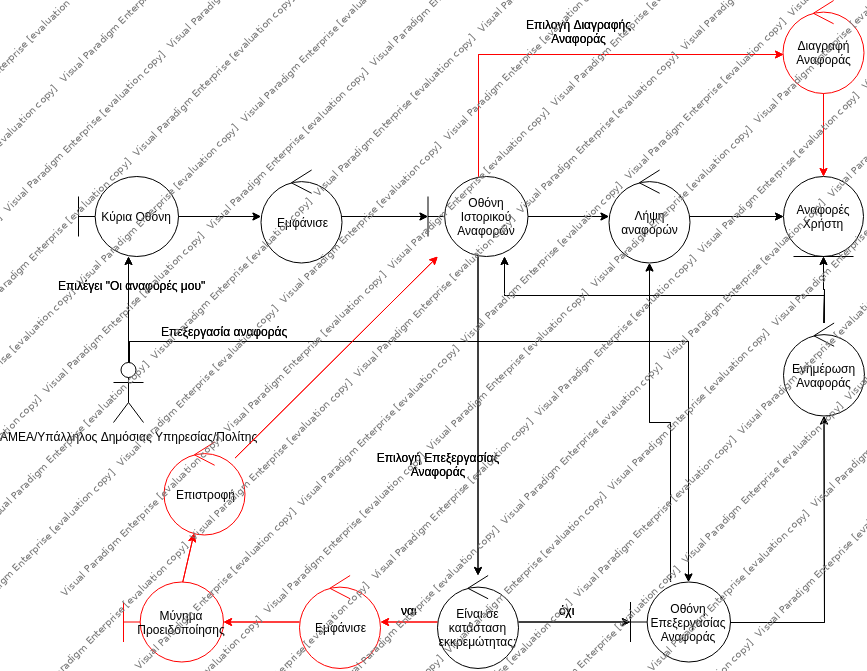 Επιλογή Διαγραφής
Αναφοράς
Διαγραφή
Αναφοράς
Κύρια Οθόνη
Εμφάνισε
Οθόνη
Ιστορικού
Αναφορών
Λήψη
αναφορών
Αναφορές
Χρήστη
Επιλέγει "Οι αναφορές μου"
Επεξεργασία αναφοράς
Ενημέρωση
Αναφοράς
ΑΜΕΑ/Υπάλληλος Δημόσιας Υπηρεσίας/Πολίτης
Επιλογή Επεξεργασίας
Αναφοράς
Επιστροφή
Μύνημα
Προειδοποίησης
Εμφάνισε
ναι
Είναι σε
κατάσταση
εκκρεμώτητας;
όχι
Οθόνη
Επεξεργασίας
Αναφοράς
Visual Paradigm Enterprise [evaluation copy]